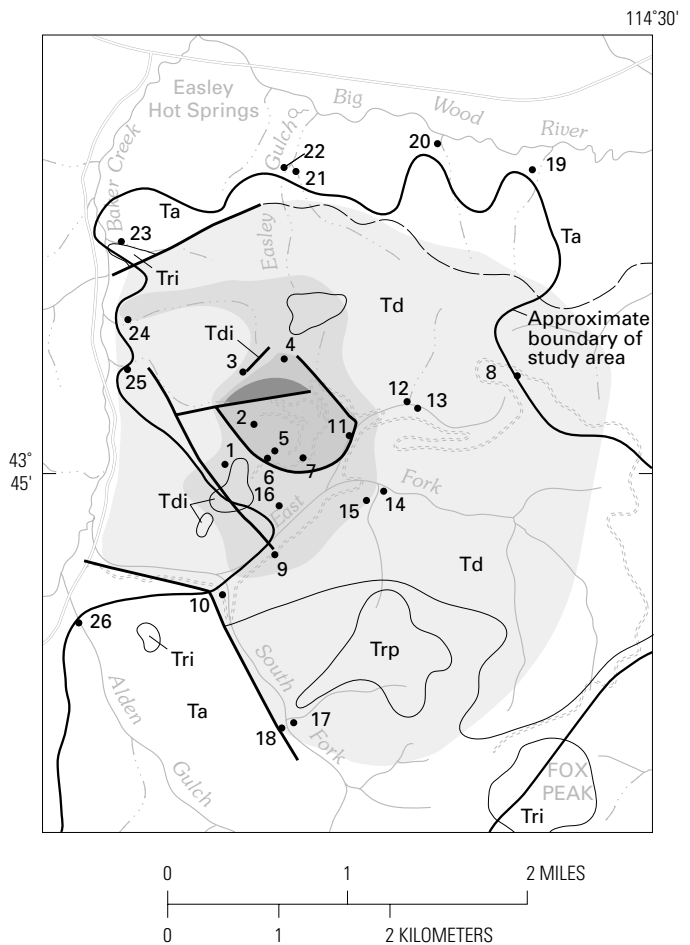 114°30'
Easley
Hot Springs
Big Wood River
Baker Creek
Gulch
22
21
20
19
Ta
23
Easley
Ta
Tri
Td
24
Tdi
4
3
Approximate
boundary of
study area
25
8
12
13
2
11
5
43°
45'
1
6
7
Fork
16
Tdi
East
15
14
9
Td
10
26
Tri
Trp
South
Alden
Ta
17
18
Fork
Gulch
FOX
PEAK
Tri
0 1 2 MILES
0 1 2 KILOMETERS